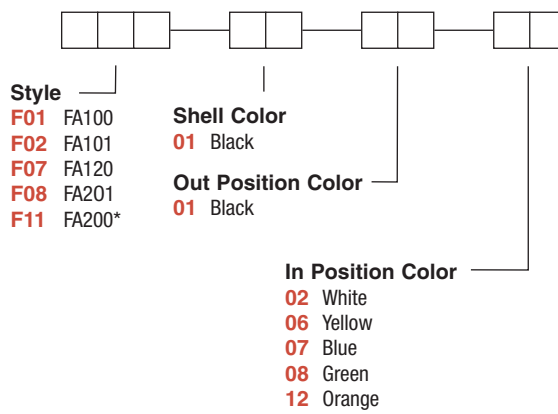 Style
F01 FA100
F02 FA101
F07 FA120
F08 FA201
F11 FA200*
Shell Color
01 Black
Out Position Color
01 Black
In Position Color
02 White
06 Yellow
07 Blue
08 Green
12 Orange